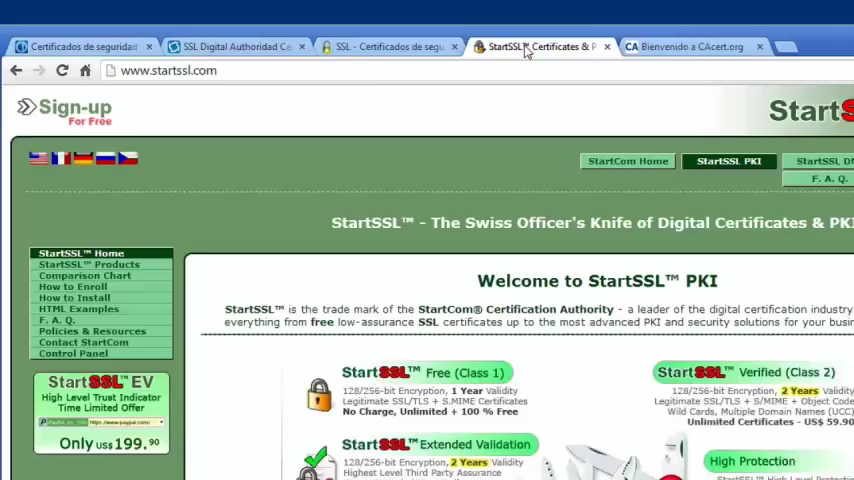 Certificados de seguridad
SSL Digital Authoridad Ce
SSL - Certificados de segu
StartSSL™ Certificates & P
CA Bienvenido a CAcert.org
www.startssl.com
Sign-up
For Free
StartS
StartCom Home
StartSSL PKI
StartSSL D
F. A. Q.
StartSSL™ - The Swiss Officer's Knife of Digital Certificates & PKI
StartSSL™ Home
StartSSL™ Products
Comparison Chart
How to Enroll
How to Install
HTML Examples
F. A. Q.
Policies & Resources
Contact StartCom
Control Panel
Welcome to StartSSL™ PKI
StartSSL™ is the trade mark of the StartCom® Certification Authority - a leader of the digital certification industry
everything from free low-assurance SSL certificates up to the most advanced PKI and security solutions for your busi
StartSSL™ Free (Class 1)
128/256-bit Encryption, 1 Year Validity
Legitimate SSL/TLS + S.MIME Certificates
No Charge, Unlimited + 100 % Free
StartSSL™ Verified (Class 2)
128/256-bit Encryption, 2 Years Validity
Legitimate SSL/TLS + S/MIME + Object Code
Wild Cards, Multiple Domain Names (UCC)
Unlimited Certificates - US$ 59.90
StartSSL™ EV
High Level Trust Indicator
Time Limited Offer
https://www.paypal.com/
Only US$ 199.90
StartSSL™ Extended Validation
128/256-bit Encryption, 2 Years Validity
Highest Level Third Party Assurance
High Protection